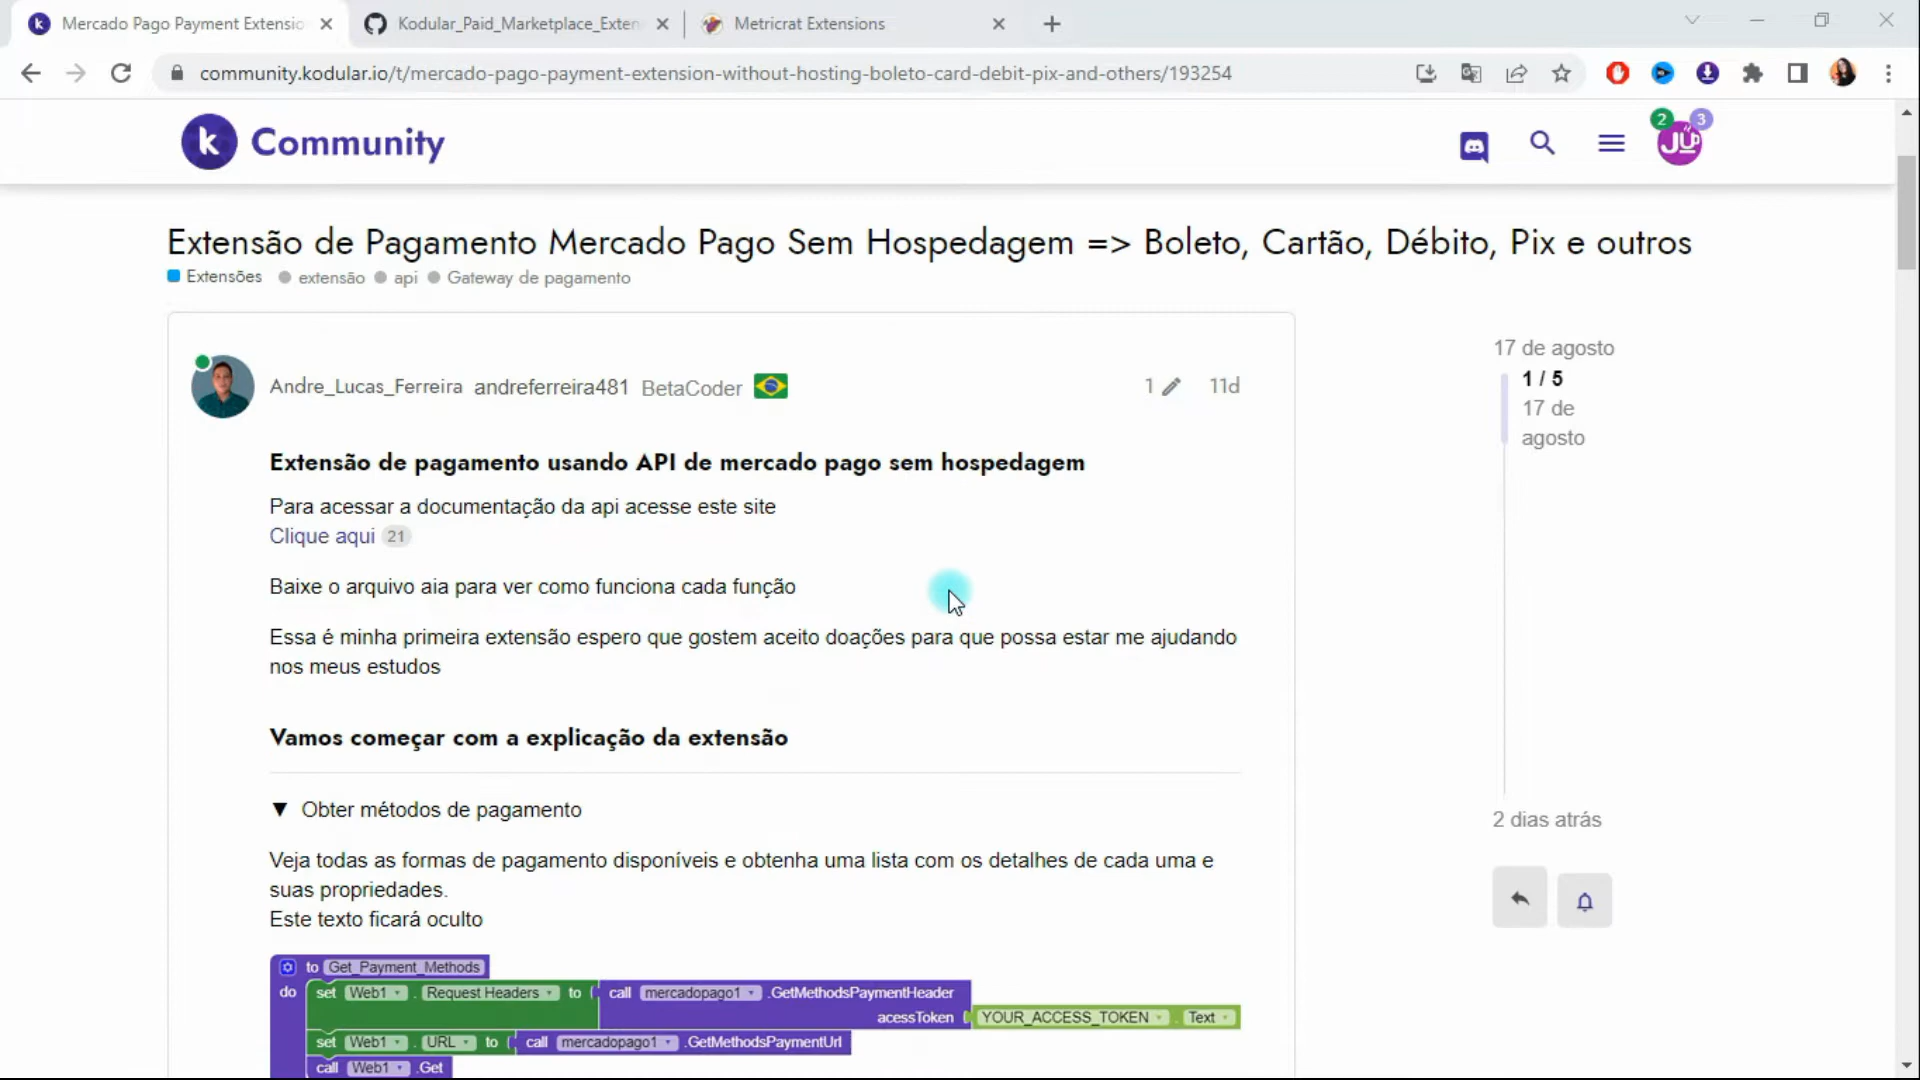 Mercado Pago Payment Extensio
Kodular_Paid_Marketplace_Exten
Metricrat Extensions
community.kodular.io/t/mercado-pago-payment-extension-without-hosting-boleto-card-debit-pix-and-others/193254
k Community
2 3
JUP
Extensão de Pagamento Mercado Pago Sem Hospedagem => Boleto, Cartão, Débito, Pix e outros
Extensões extensão api Gateway de pagamento
Andre_Lucas_Ferreira andreferreira481 BetaCoder
1 11d
17 de agosto
1 / 5
17 de
agosto
Extensão de pagamento usando API de mercado pago sem hospedagem
Para acessar a documentação da api acesse este site
Clique aqui 21
Baixe o arquivo aia para ver como funciona cada função
Essa é minha primeira extensão espero que gostem aceito doações para que possa estar me ajudando
nos meus estudos
Vamos começar com a explicação da extensão
▼ Obter métodos de pagamento
2 dias atrás
Veja todas as formas de pagamento disponíveis e obtenha uma lista com os detalhes de cada uma e
suas propriedades.
Este texto ficará oculto
to Get_Payment_Methods
do set Web1 . Request Headers to call mercadopago1 .GetMethodsPaymentHeader
acessToken YOUR_ACCESS_TOKEN . Text
set Web1 . URL to call mercadopago1 .GetMethodsPaymentUrl
call Web1 .Get